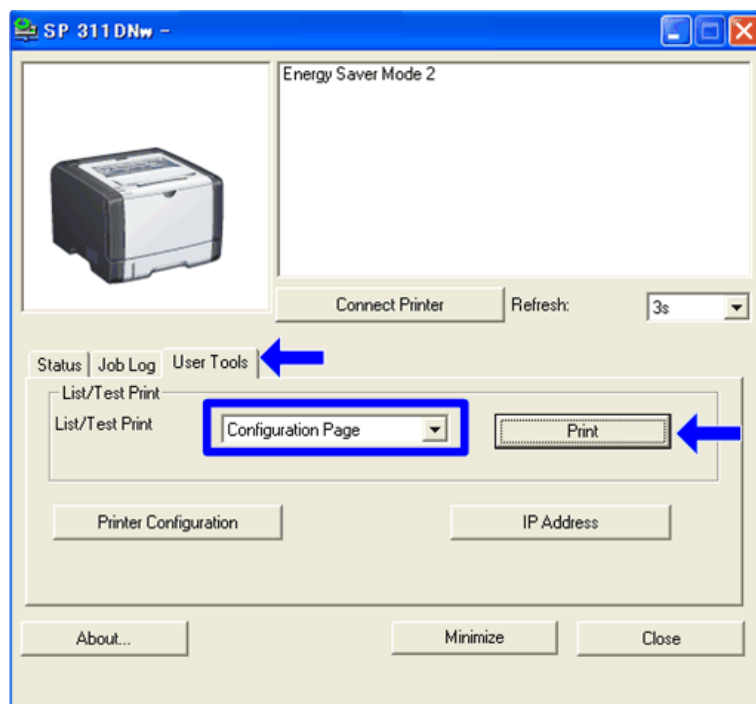 SP 311DNw -
Energy Saver Mode 2
Connect Printer Refresh: 3s
Status Job Log User Tools
List/Test Print
List/Test Print Configuration Page Print
Printer Configuration IP Address
About... Minimize Close